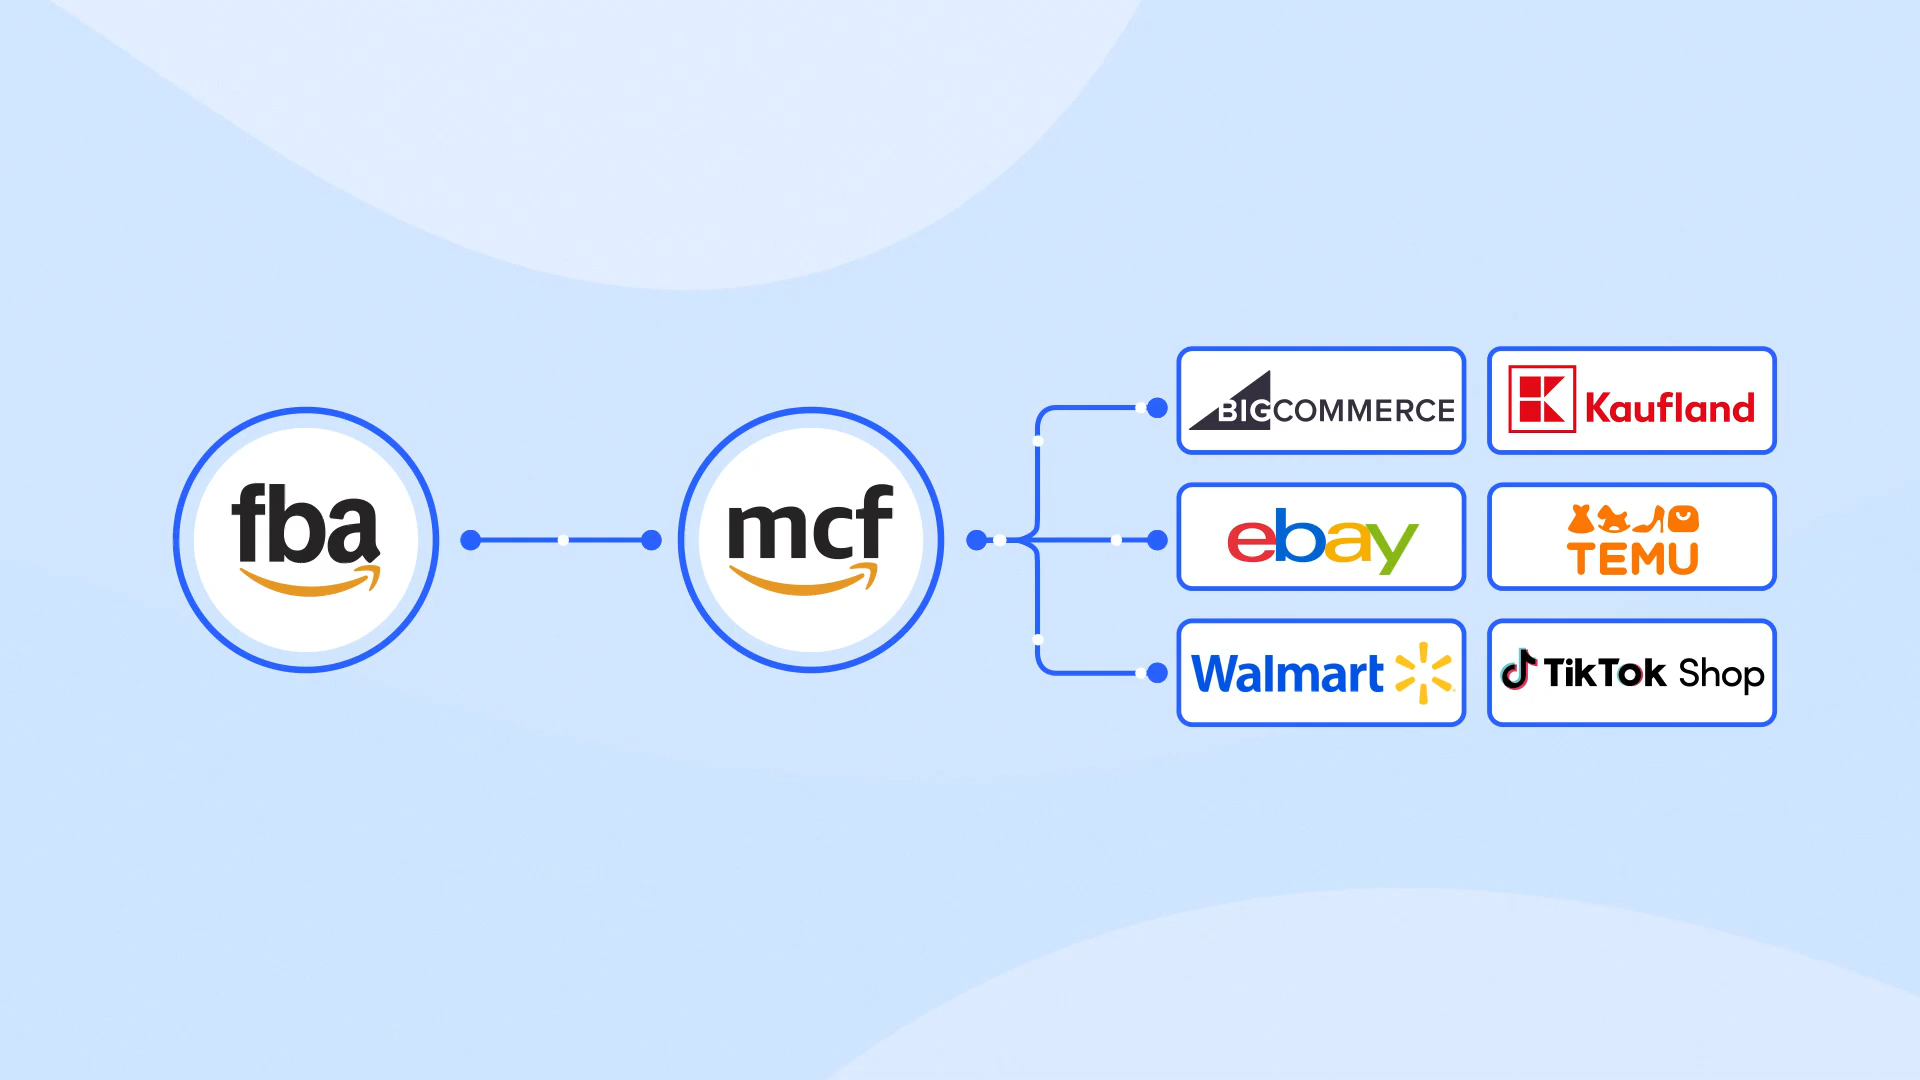 fba
mcf
BIGCOMMERCE
Kaufland
ebay
TEMU
Walmart
TikTok Shop